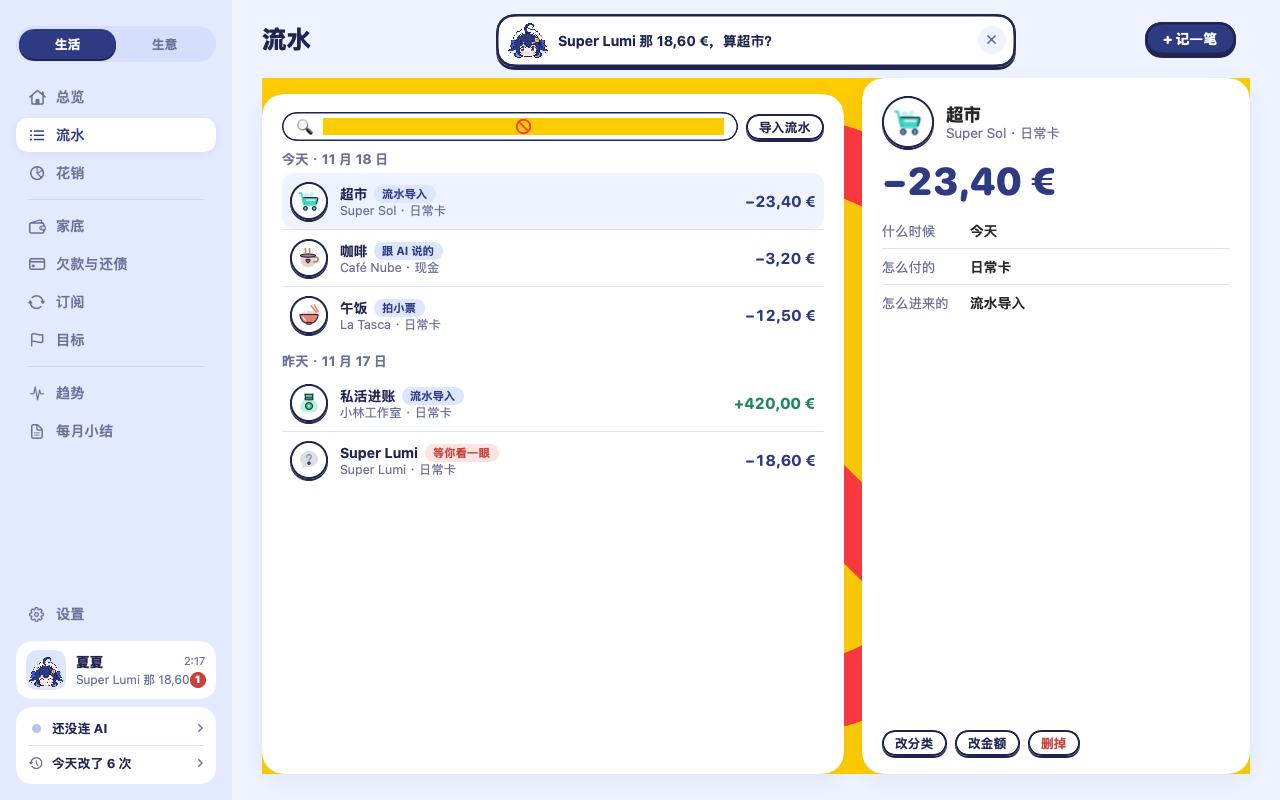 生活
生意
总览
流水
花销
家底
欠款与还债
订阅
目标
趋势
每月小结
设置
夏夏
2:17
Super Lumi 那 18,60
1
还没连 AI
今天改了 6 次
流水
Super Lumi 那 18,60 €，算超市?
+ 记一笔
导入流水
今天 · 11 月 18 日
超市 流水导入
Super Sol · 日常卡
−23,40 €
咖啡 跟 AI 说的
Café Nube · 现金
−3,20 €
午饭 拍小票
La Tasca · 日常卡
−12,50 €
昨天 · 11 月 17 日
私活进账 流水导入
小林工作室 · 日常卡
+420,00 €
Super Lumi 等你看一眼
Super Lumi · 日常卡
−18,60 €
超市
Super Sol · 日常卡
−23,40 €
什么时候 今天
怎么付的 日常卡
怎么进来的 流水导入
改分类
改金额
删掉